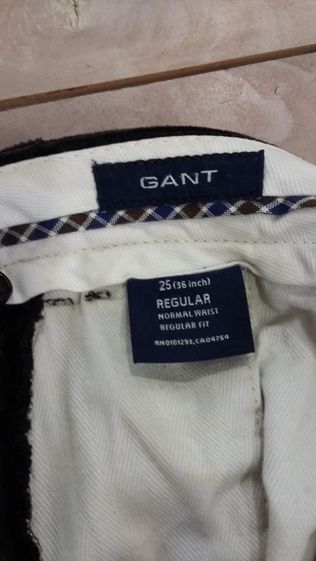 GANT
25 (36 inch)
REGULAR
NORMAL WAIST
REGULAR FIT
RN0101293, CA04754